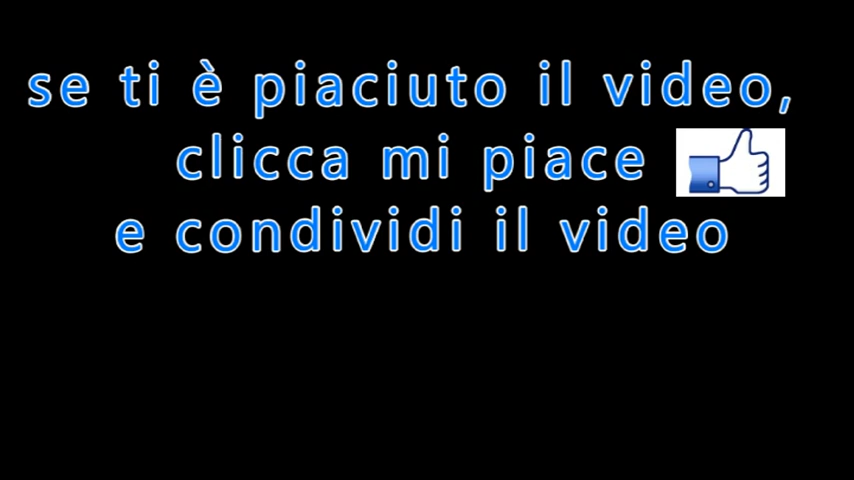 se ti è piaciuto il video,
clicca mi piace
e condividi il video